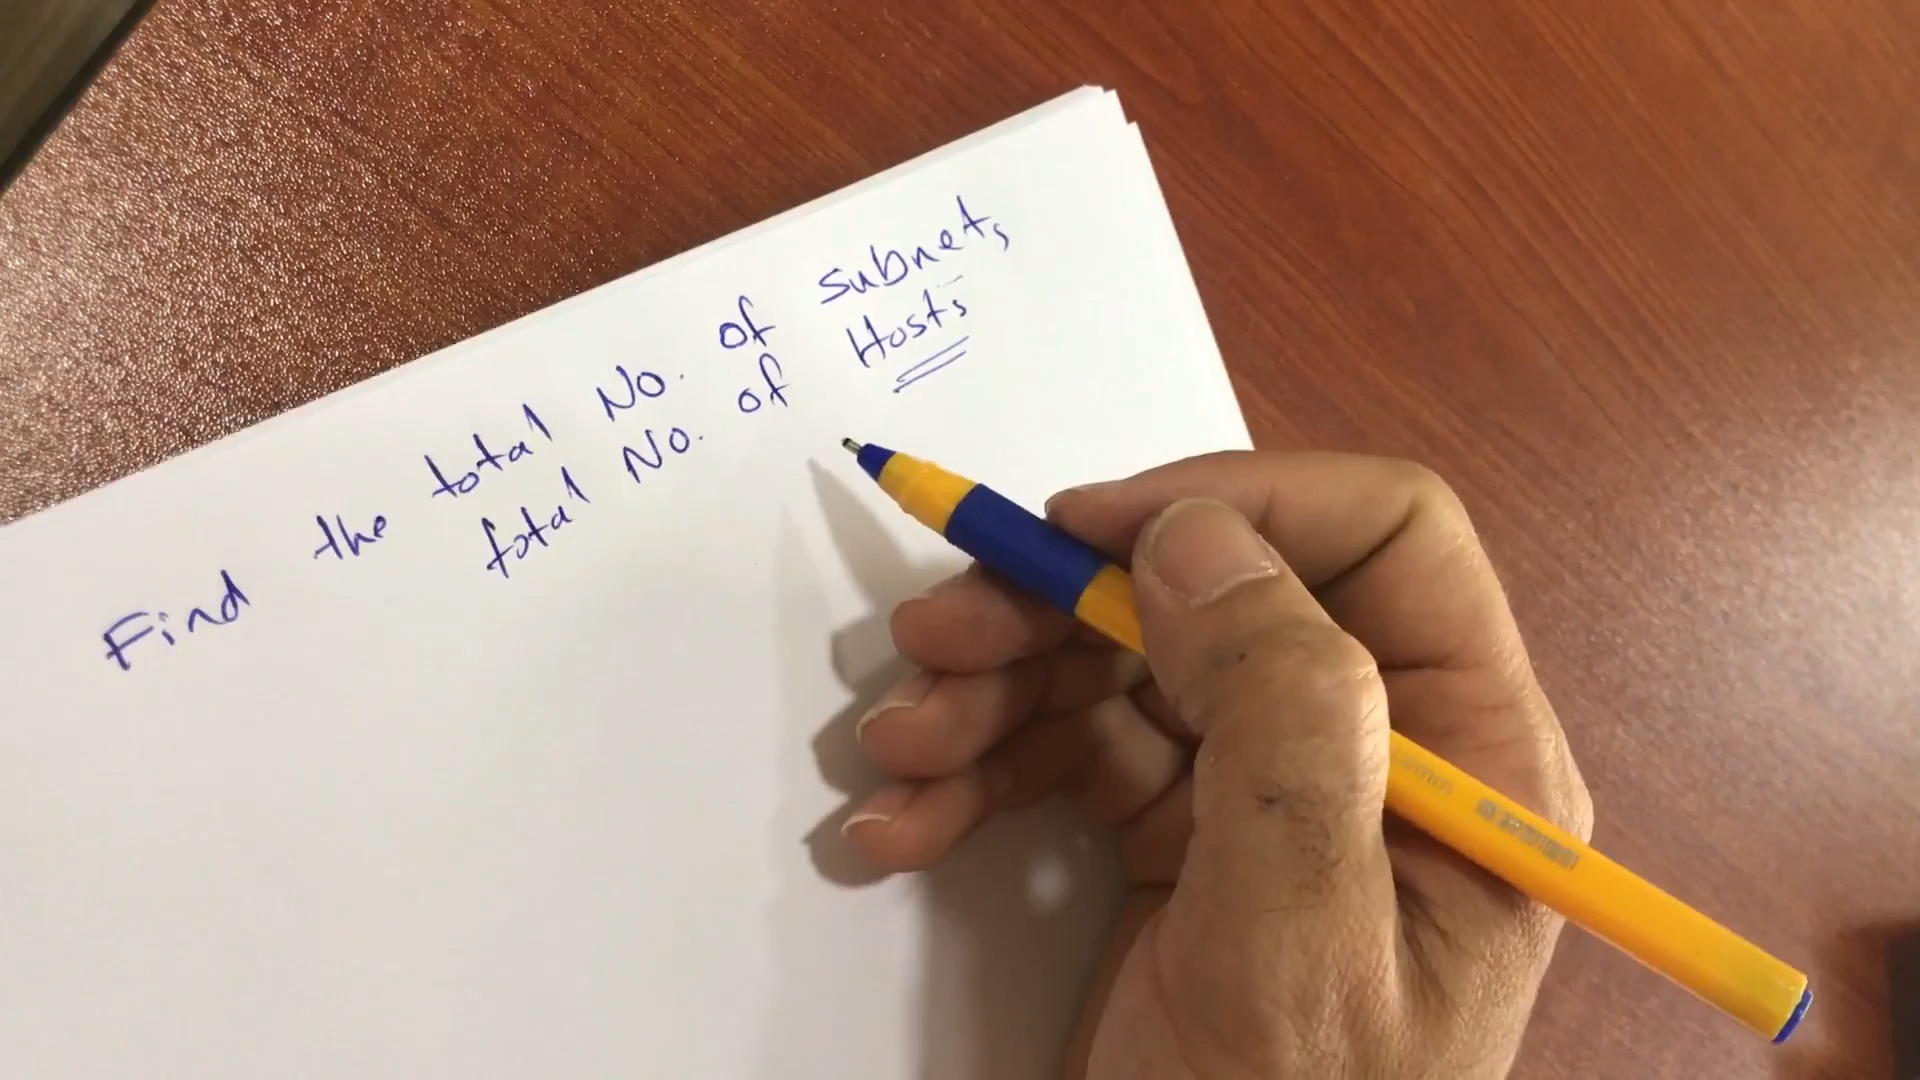 Find the total No. of subnets
total No. of Hosts